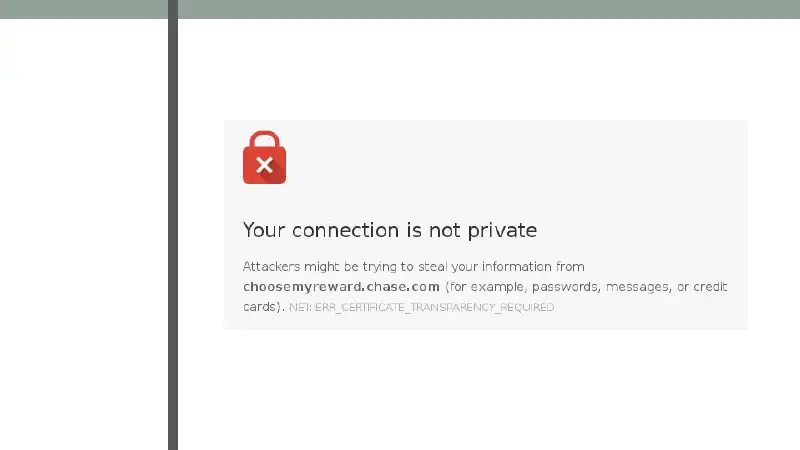 Your connection is not private
Attackers might be trying to steal your information from
choosemyreward.chase.com (for example, passwords, messages, or credit
cards). NET::ERR_CERTIFICATE_TRANSPARENCY_REQUIRED